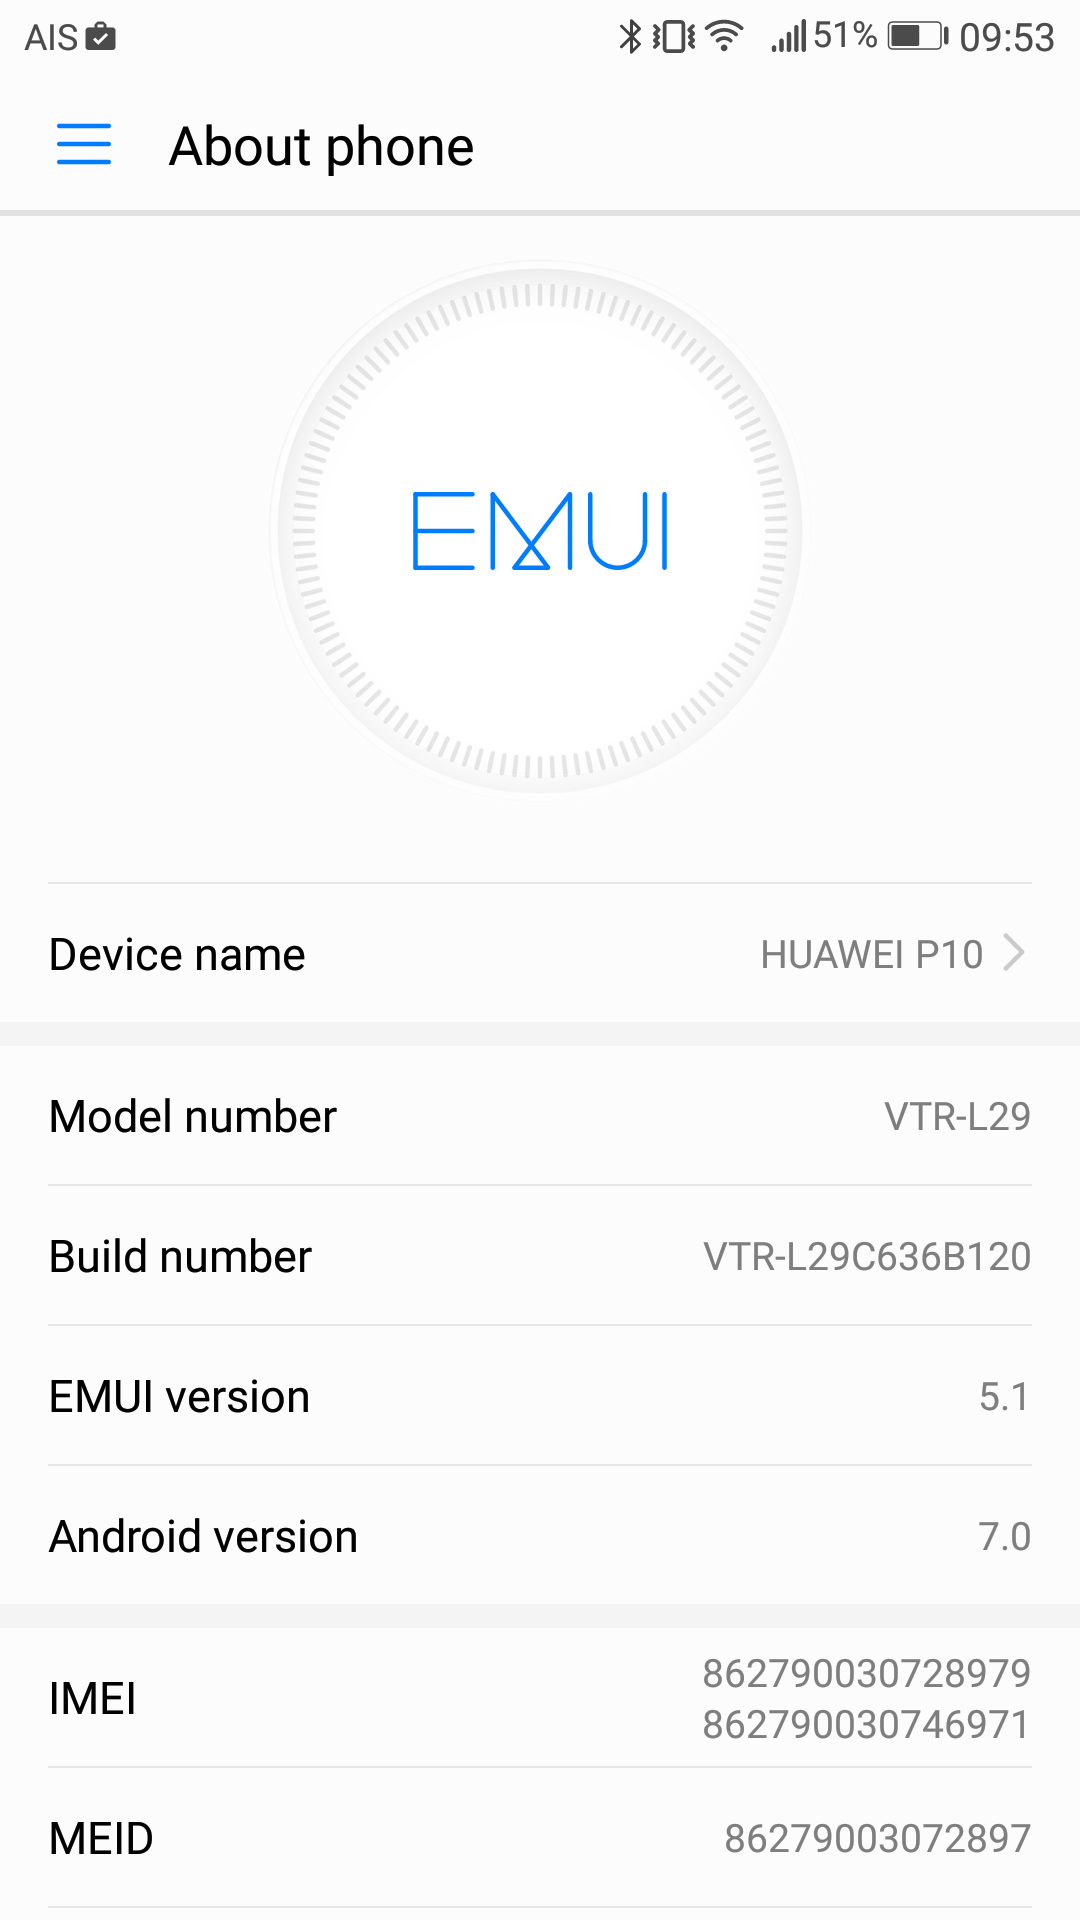 AIS 51% 09:53
About phone
EMUI
Device name HUAWEI P10
Model number VTR-L29
Build number VTR-L29C636B120
EMUI version 5.1
Android version 7.0
IMEI 862790030728979
862790030746971
MEID 86279003072897